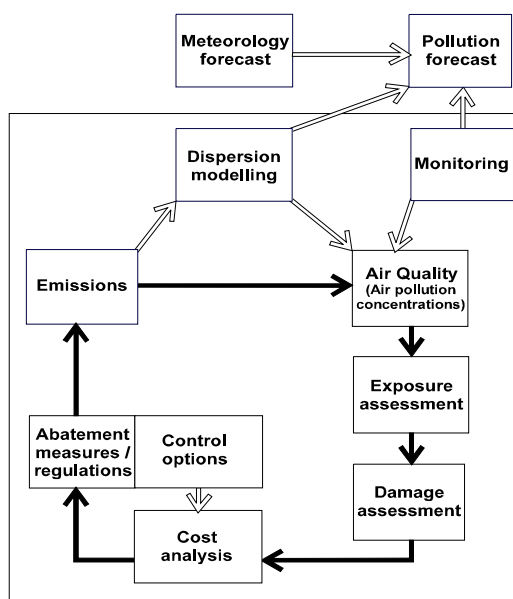 Meteorology
forecast
Pollution
forecast
Dispersion
modelling
Monitoring
Emissions
Air Quality
(Air pollution
concentrations)
Exposure
assessment
Abatement
measures /
regulations
Control
options
Damage
assessment
Cost
analysis